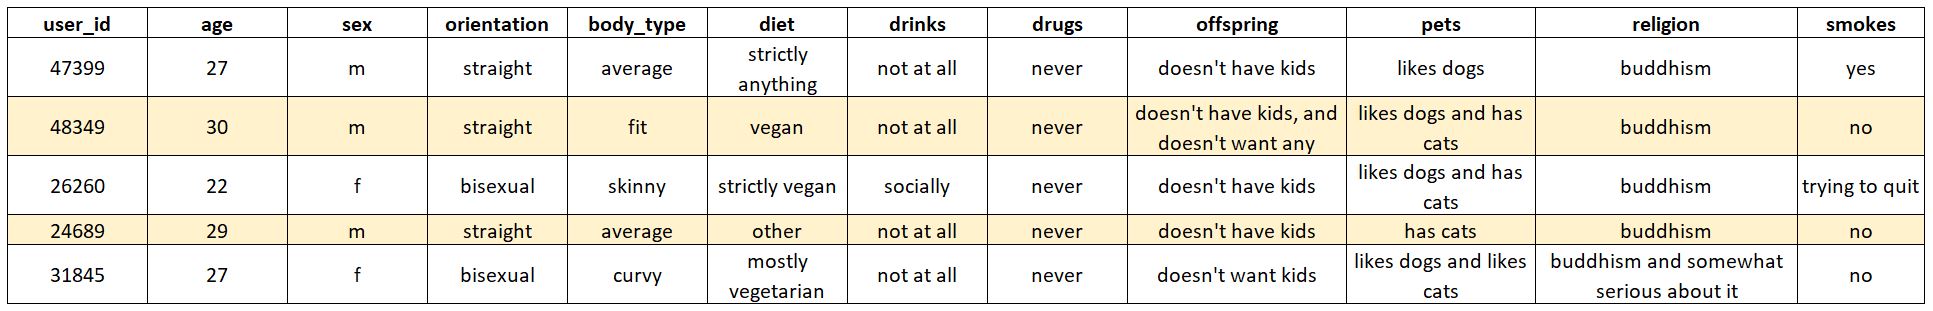 user_id age sex orientation body_type diet drinks drugs offspring pets religion smokes
47399 27 m straight average strictly anything not at all never doesn't have kids likes dogs buddhism yes
48349 30 m straight fit vegan not at all never doesn't have kids, and doesn't want any likes dogs and has cats buddhism no
26260 22 f bisexual skinny strictly vegan socially never doesn't have kids likes dogs and has cats buddhism trying to quit
24689 29 m straight average other not at all never doesn't have kids has cats buddhism no
31845 27 f bisexual curvy mostly vegetarian not at all never doesn't want kids likes dogs and likes cats buddhism and somewhat serious about it no